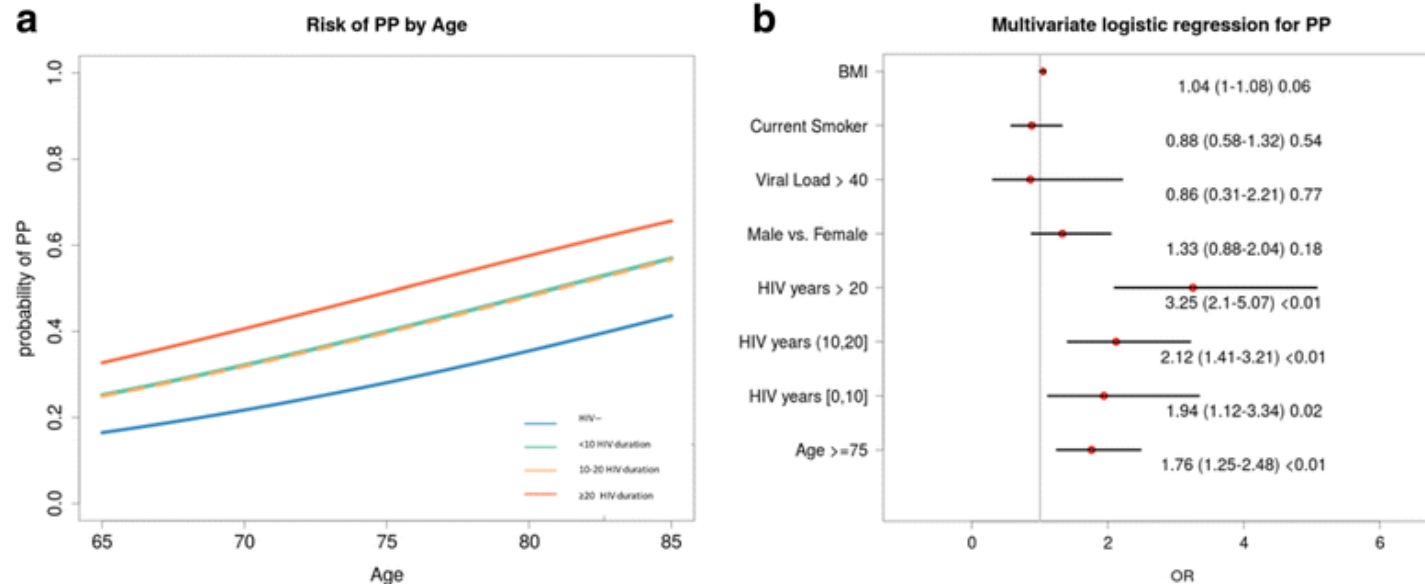 a
Risk of PP by Age
probability of PP
1.0
0.8
0.6
0.4
0.2
0.0
HIV–
<10 HIV duration
10-20 HIV duration
≥20 HIV duration
65 70 75 80 85
Age
b
Multivariate logistic regression for PP
BMI
1.04 (1-1.08) 0.06
Current Smoker
0.88 (0.58-1.32) 0.54
Viral Load > 40
0.86 (0.31-2.21) 0.77
Male vs. Female
1.33 (0.88-2.04) 0.18
HIV years > 20
3.25 (2.1-5.07) <0.01
HIV years (10,20]
2.12 (1.41-3.21) <0.01
HIV years [0,10]
1.94 (1.12-3.34) 0.02
Age >=75
1.76 (1.25-2.48) <0.01
0 2 4 6
OR